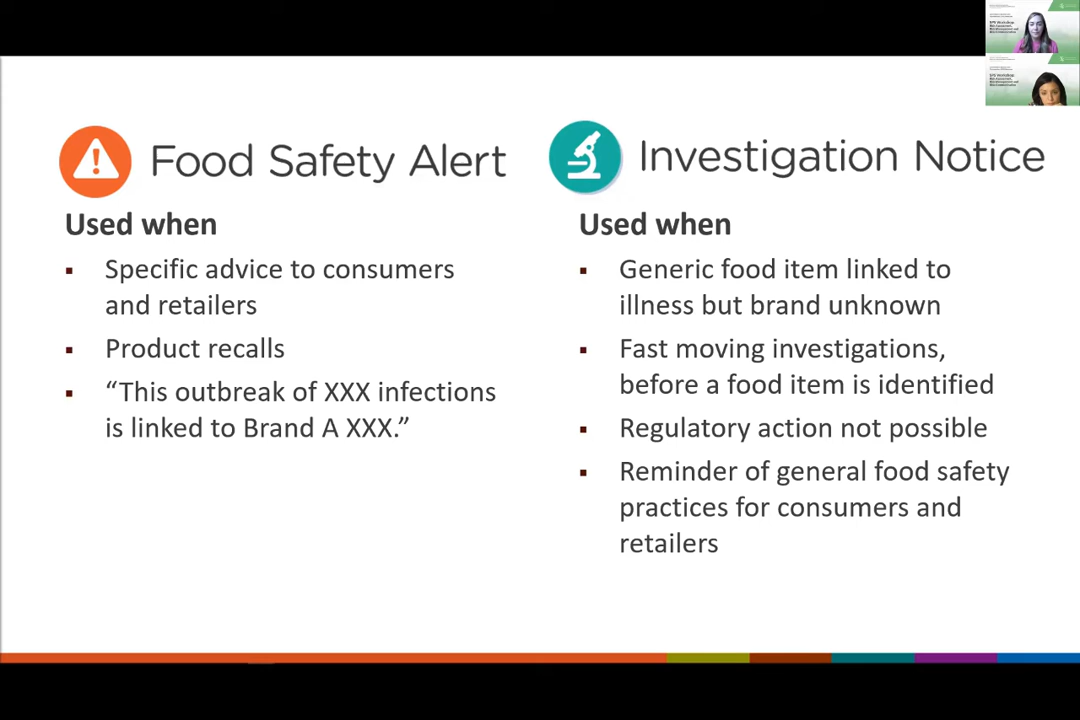 Food Safety Alert
Used when
▪ Specific advice to consumers
and retailers
▪ Product recalls
▪ “This outbreak of XXX infections
is linked to Brand A XXX.”
Investigation Notice
Used when
▪ Generic food item linked to
illness but brand unknown
▪ Fast moving investigations,
before a food item is identified
▪ Regulatory action not possible
▪ Reminder of general food safety
practices for consumers and
retailers